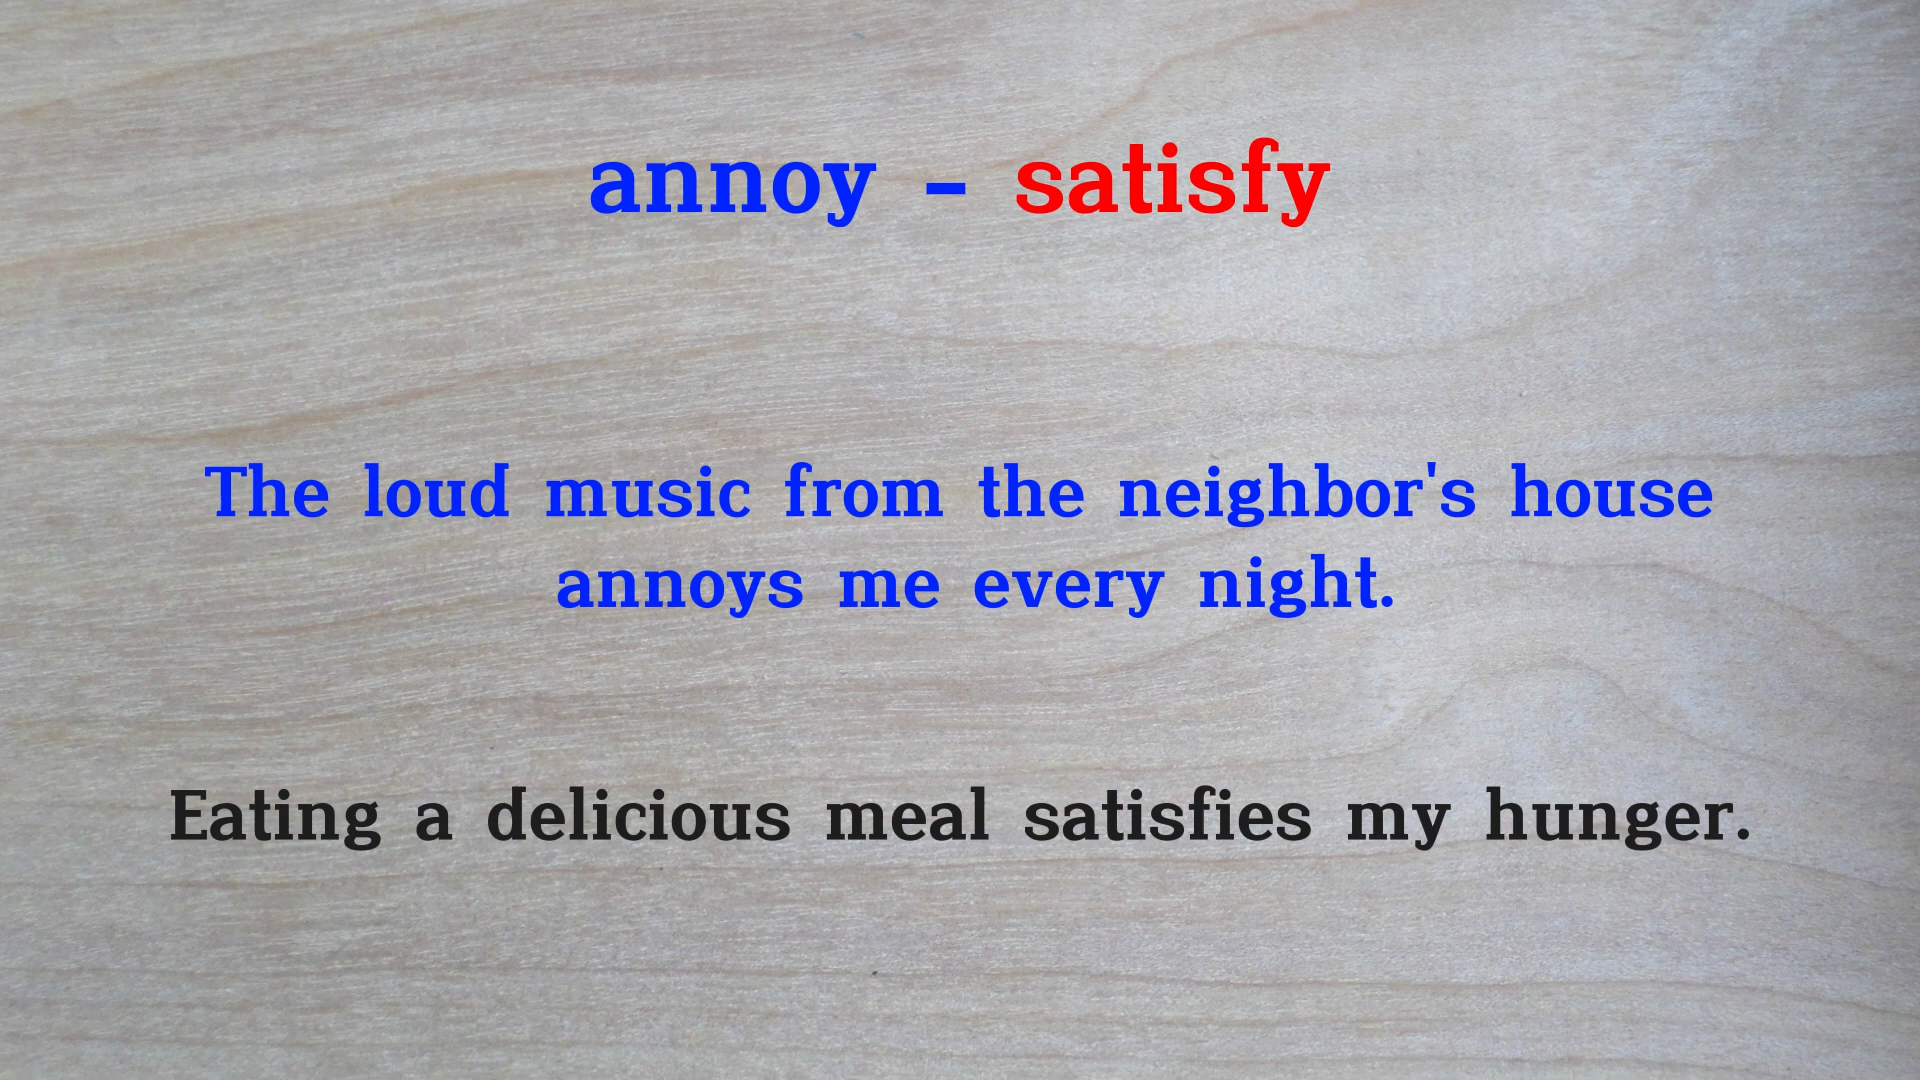 annoy - satisfy
The loud music from the neighbor's house
annoys me every night.
Eating a delicious meal satisfies my hunger.